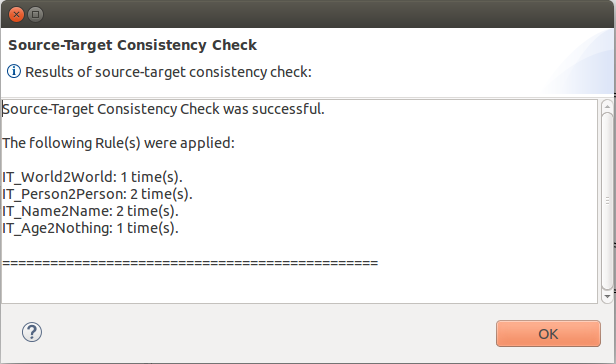 Source-Target Consistency Check
Results of source-target consistency check:
Source-Target Consistency Check was successful.
The following Rule(s) were applied:
IT_World2World: 1 time(s).
IT_Person2Person: 2 time(s).
IT_Name2Name: 2 time(s).
IT_Age2Nothing: 1 time(s).
===============================================
?
OK